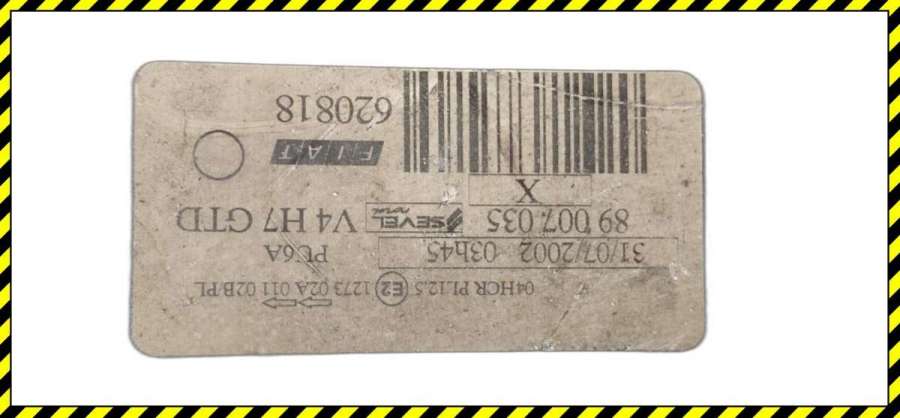 04HCR PL12.5 E2 1273 02A 011 02B PL
31/07/2002 03h45 PU6A
89 007.035 SEVEL V4 H7 GTD
X
FIAT
620818